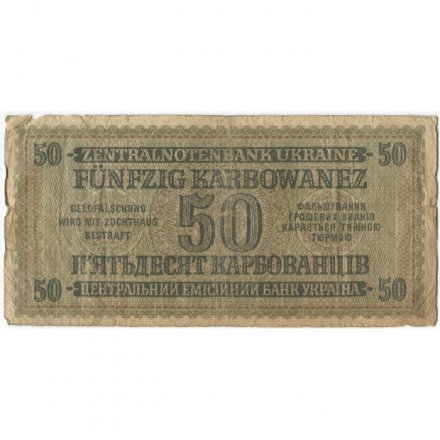 50 ZENTRALNOTENBANK UKRAINE 50
FÜNFZIG KARBOWANEZ
GELDFÄLSCHUNG
WIRD MIT ZUCHTHAUS
BESTRAFT
50
ФАЛЬШУВАННЯ
ГРОШЕВИХ ЗНАКІВ
КАРАЄТЬСЯ ТЯЖКОЮ
ТЮРМОЮ
П'ЯТЬДЕСЯТ КАРБОВАНЦІВ
50 ЦЕНТРАЛЬНИЙ ЕМІСІЙНИЙ БАНК УКРАЇНА 50